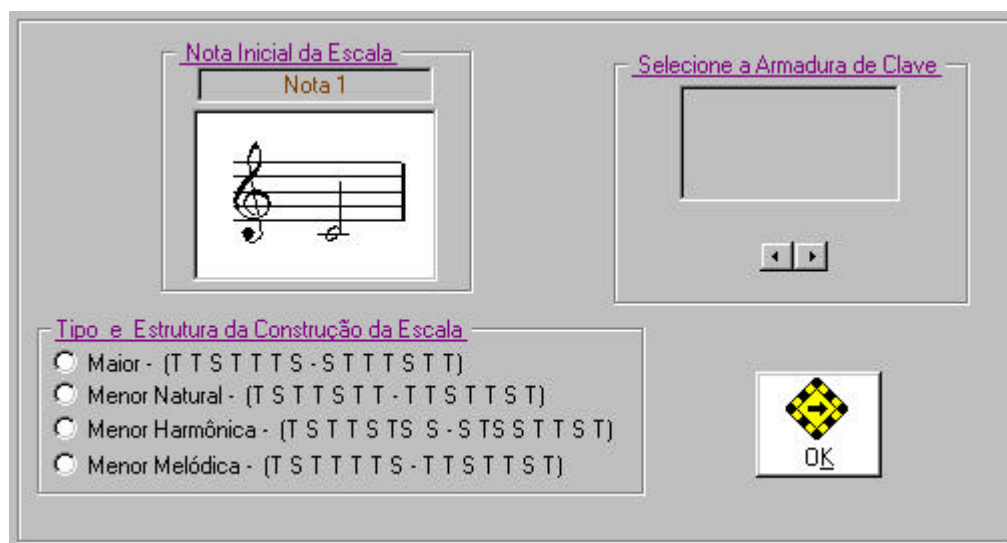 Nota Inicial da Escala
Nota 1
Selecione a Armadura de Clave
Tipo e Estrutura da Construção da Escala
Maior - (T T S T T T S - S T T T S T T)
Menor Natural - (T S T T S T T - T T S T T S T)
Menor Harmônica - (T S T T S TS S - S TS S T T S T)
Menor Melódica - (T S T T T T S - T T S T T S T)
OK